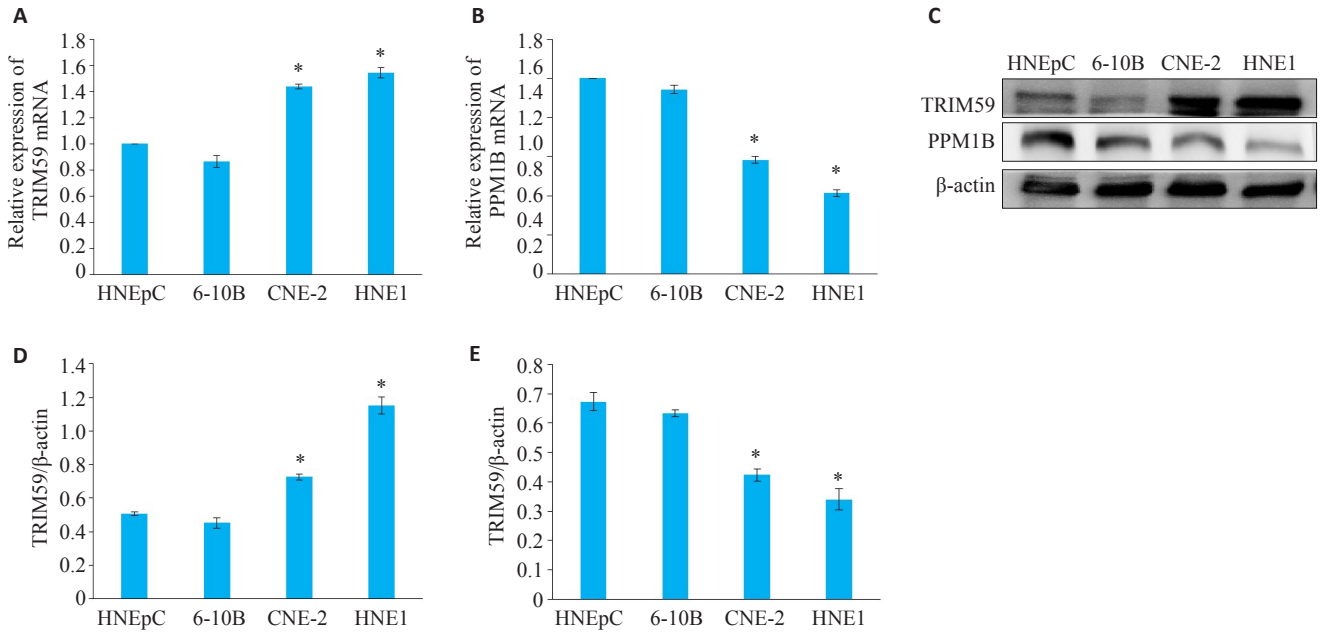 A
Relative expression of
TRIM59 mRNA
1.8
1.6
1.4
1.2
1.0
0.8
0.6
0.4
0.2
0
*
*
HNEpC 6-10B CNE-2 HNE1
B
Relative expression of
PPM1B mRNA
1.8
1.6
1.4
1.2
1.0
0.8
0.6
0.4
0.2
0
*
*
HNEpC 6-10B CNE-2 HNE1
C
HNEpC 6-10B CNE-2 HNE1
TRIM59
PPM1B
β-actin
D
TRIM59/β-actin
1.4
1.2
1.0
0.8
0.6
0.4
0.2
0
*
*
HNEpC 6-10B CNE-2 HNE1
E
TRIM59/β-actin
0.8
0.7
0.6
0.5
0.4
0.3
0.2
0.1
0
*
*
HNEpC 6-10B CNE-2 HNE1